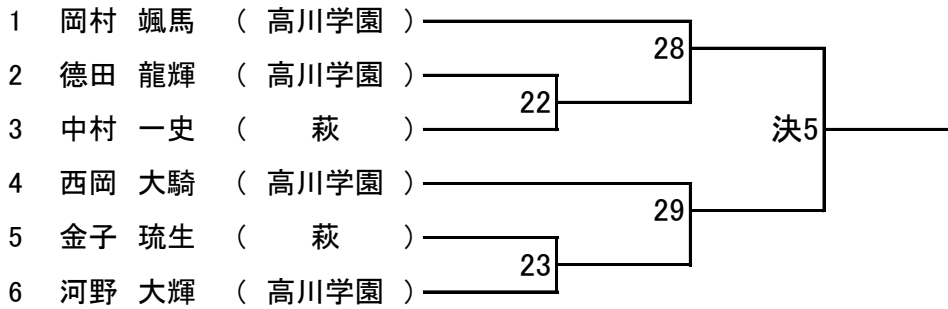 1 岡村 颯馬 ( 高川学園 )
28
2 德田 龍輝 ( 高川学園 )
22
3 中村 一史 ( 萩 )
決5
4 西岡 大騎 ( 高川学園 )
29
5 金子 琉生 ( 萩 )
23
6 河野 大輝 ( 高川学園 )